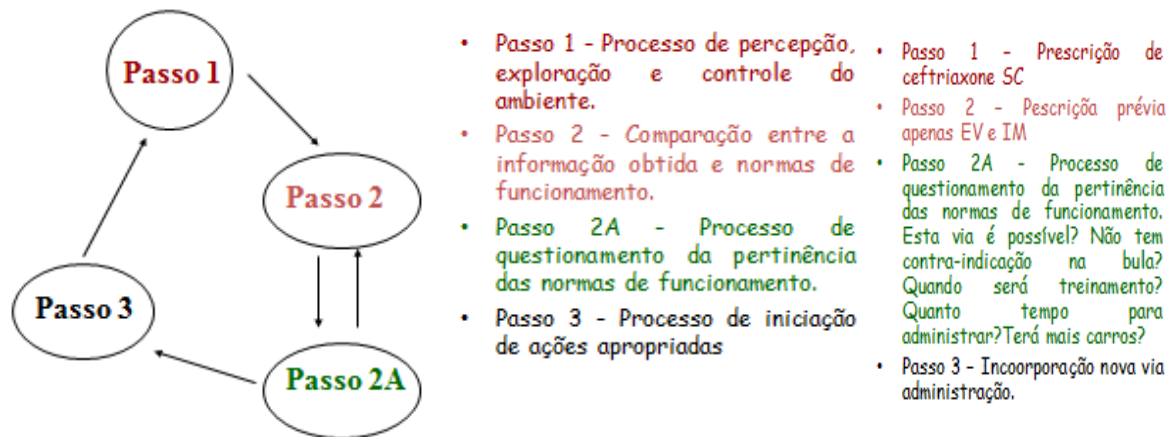 Passo 1
Passo 2
Passo 3
Passo 2A
• Passo 1 - Processo de percepção,
exploração e controle do
ambiente.
• Passo 2 - Comparação entre a
informação obtida e normas de
funcionamento.
• Passo 2A - Processo de
questionamento da pertinência
das normas de funcionamento.
• Passo 3 - Processo de iniciação
de ações apropriadas
• Passo 1 - Prescrição de
ceftriaxone SC
• Passo 2 - Pescriçõa prévia
apenas EV e IM
• Passo 2A - Processo de
questionamento da pertinência
das normas de funcionamento.
Esta via é possível? Não tem
contra-indicação na bula?
Quando será treinamento?
Quanto tempo para
administrar?Terá mais carros?
• Passo 3 - Incoorporação nova via
administração.